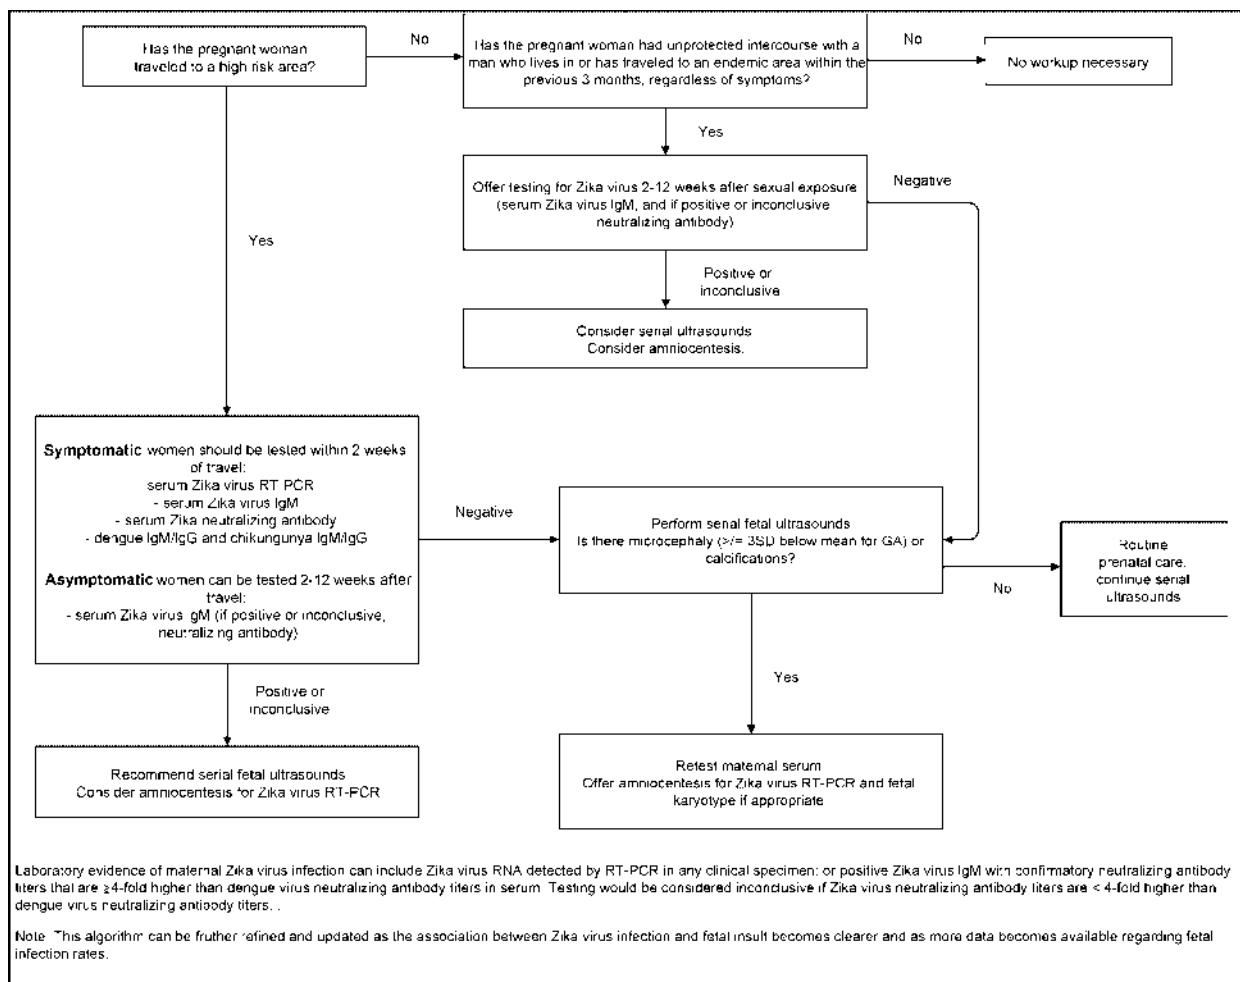 Has the pregnant woman
traveled to a high risk area?
No
Has the pregnant woman had unprotected intercourse with a
man who lives in or has traveled to an endemic area within the
previous 3 months, regardless of symptoms?
No
No workup necessary
Yes
Offer testing for Zika virus 2-12 weeks after sexual exposure
(serum Zika virus IgM, and if positive or inconclusive
neutralizing antibody)
Negative
Yes
Positive or
inconclusive
Consider serial ultrasounds
Consider amniocentesis.
Symptomatic women should be tested within 2 weeks
of travel:
serum Zika virus RT PCR
- serum Zika virus IgM
- serum Zika neutralizing antibody
- dengue IgM/IgG and chikungunya IgM/IgG
Asymptomatic women can be tested 2-12 weeks after
travel:
- serum Zika virus IgM (if positive or inconclusive,
neutralizing antibody)
Negative
Perform serial fetal ultrasounds
Is there microcephaly (>/= 3SD below mean for GA) or
calcifications?
No
Routine
prenatal care,
continue serial
ultrasounds
Positive or
inconclusive
Yes
Recommend serial fetal ultrasounds
Consider amniocentesis for Zika virus RT-PCR
Retest maternal serum
Offer amniocentesis for Zika virus RT-PCR and fetal
karyotype if appropriate
Laboratory evidence of maternal Zika virus infection can include Zika virus RNA detected by RT-PCR in any clinical specimen; or positive Zika virus IgM with confirmatory neutralizing antibody
titers that are ≥4-fold higher than dengue virus neutralizing antibody titers in serum. Testing would be considered inconclusive if Zika virus neutralizing antibody titers are < 4-fold higher than
dengue virus neutralizing antibody titers. .
Note: This algorithm can be fruther refined and updated as the association between Zika virus infection and fetal insult becomes clearer and as more data becomes available regarding fetal
infection rates.